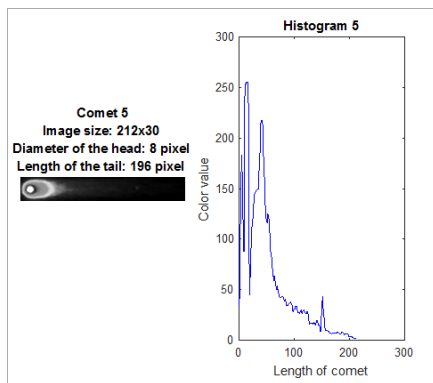 Comet 5
Image size: 212x30
Diameter of the head: 8 pixel
Length of the tail: 196 pixel
Histogram 5
300
250
200
150
100
50
0
Color value
0 100 200 300
Length of comet